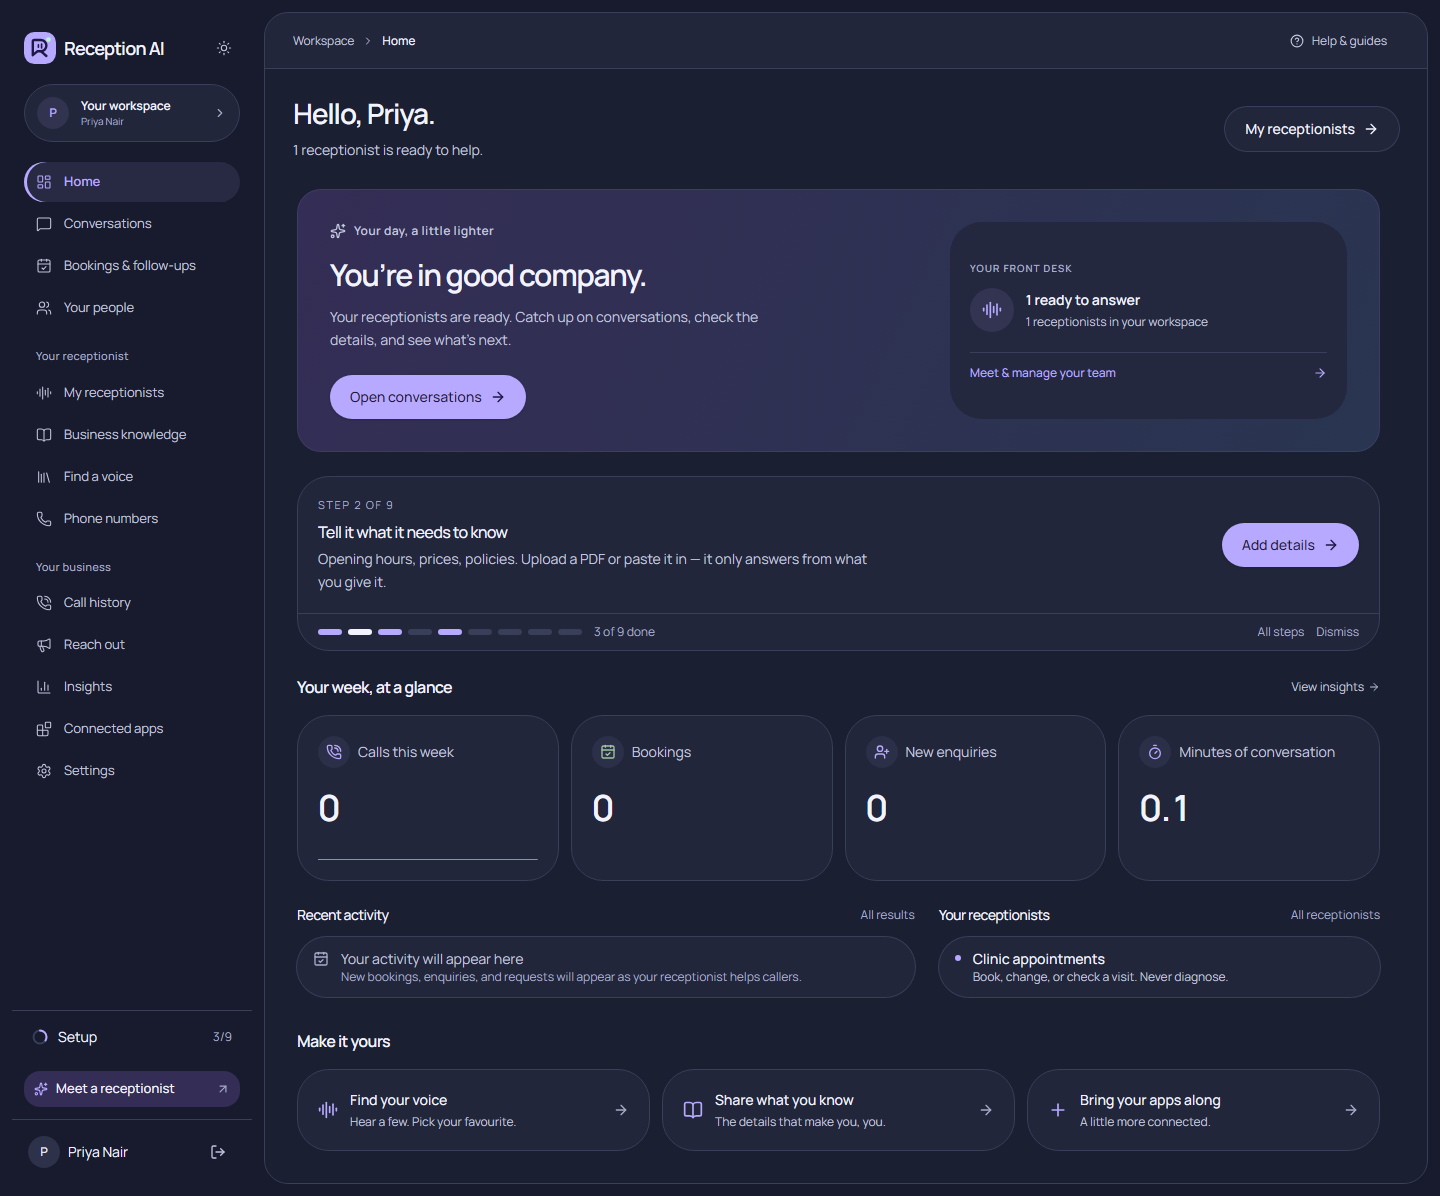 Reception AI
P
Your workspace
Priya Nair
Home
Conversations
Bookings & follow-ups
Your people
Your receptionist
My receptionists
Business knowledge
Find a voice
Phone numbers
Your business
Call history
Reach out
Insights
Connected apps
Settings
Setup
3/9
Meet a receptionist
P
Priya Nair
Workspace
Home
Help & guides
Hello, Priya.
1 receptionist is ready to help.
My receptionists
Your day, a little lighter
You’re in good company.
Your receptionists are ready. Catch up on conversations, check the
details, and see what’s next.
Open conversations
YOUR FRONT DESK
1 ready to answer
1 receptionists in your workspace
Meet & manage your team
STEP 2 OF 9
Tell it what it needs to know
Opening hours, prices, policies. Upload a PDF or paste it in — it only answers from what
you give it.
Add details
3 of 9 done
All steps
Dismiss
Your week, at a glance
View insights
Calls this week
0
Bookings
0
New enquiries
0
Minutes of conversation
0.1
Recent activity
All results
Your activity will appear here
New bookings, enquiries, and requests will appear as your receptionist helps callers.
Your receptionists
All receptionists
Clinic appointments
Book, change, or check a visit. Never diagnose.
Make it yours
Find your voice
Hear a few. Pick your favourite.
Share what you know
The details that make you, you.
Bring your apps along
A little more connected.